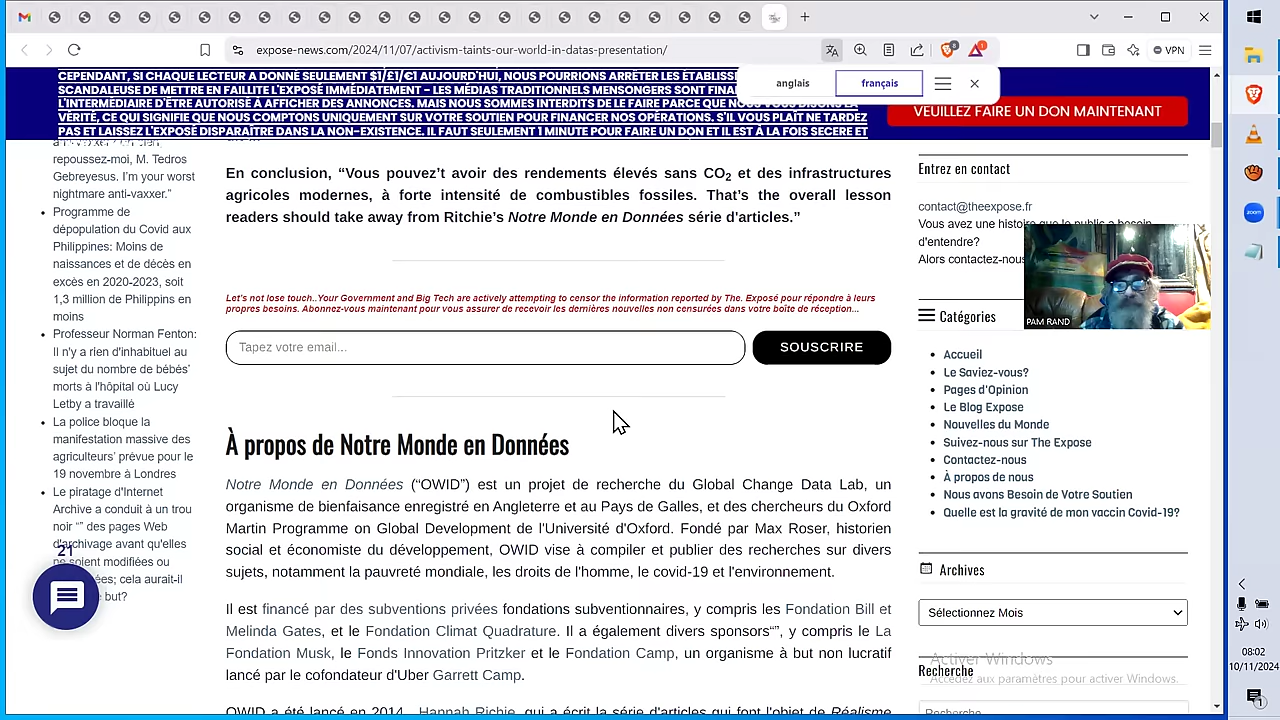 expose-news.com/2024/11/07/activism-taints-our-world-in-datas-presentation/
8
1
VPN
anglais
français
CEPENDANT, SI CHAQUE LECTEUR A DONNÉ SEULEMENT $1/£1/€1 AUJOURD'HUI, NOUS POURRIONS ARRÊTER LES
SCANDALEUSE DE METTRE EN FAILITE L'EXPOSÉ IMMÉDIATEMENT – LES MÉDIAS TRADITIONNELS MENSONGERS SONT
L'INTERMÉDIAIRE D'ÊTRE AUTORISÉ À AFFICHER DES ANNONCES. MAIS NOUS SOMMES INTERDITS DE LE FAIRE PARCE QUE NOUS VOUS DISONS LA
VÉRITÉ, CE QUI SIGNIFIE QUE NOUS COMPTONS UNIQUEMENT SUR VOTRE SOUTIEN POUR FINANCER NOS OPÉRATIONS. S'IL VOUS PLAÎT NE TARDEZ
PAS ET LAISSEZ L'EXPOSÉ DISPARAÎTRE DANS LA NON-EXISTENCE. IL FAUT SEULEMENT 1 MINUTE POUR FAIRE UN DON ET IL EST À LA FOIS SECRE ET
VEUILLEZ FAIRE UN DON MAINTENANT
repoussez-moi, M. Tedros
Gebreyesus. I'm your worst
nightmare anti-vaxxer.”
Programme de
dépopulation du Covid aux
Philippines: Moins de
naissances et de décès en
excès en 2020-2023, soit
1,3 million de Philippins en
moins
Professeur Norman Fenton:
Il n'y a rien d'inhabituel au
sujet du nombre de bébés’
morts à l'hôpital où Lucy
Letby a travaillé
La police bloque la
manifestation massive des
agriculteurs’ prévue pour le
19 novembre à Londres
Le piratage d'Internet
Archive a conduit à un trou
noir “” des pages Web
d'archivage avant qu'elles
ne soient modifiées ou
cela aurait-il
but?
21
En conclusion, “Vous pouvez’t avoir des rendements élevés sans CO2 et des infrastructures
agricoles modernes, à forte intensité de combustibles fossiles. That’s the overall lesson
readers should take away from Ritchie’s Notre Monde en Données série d'articles.”
Let’s not lose touch..Your Government and Big Tech are actively attempting to censor the information reported by The. Exposé pour répondre à leurs
propres besoins. Abonnez-vous maintenant pour vous assurer de recevoir les dernières nouvelles non censurées dans votre boîte de réception...
Tapez votre email...
SOUSCRIRE
À propos de Notre Monde en Données
Notre Monde en Données (“OWID”) est un projet de recherche du Global Change Data Lab, un
organisme de bienfaisance enregistré en Angleterre et au Pays de Galles, et des chercheurs du Oxford
Martin Programme on Global Development de l'Université d'Oxford. Fondé par Max Roser, historien
social et économiste du développement, OWID vise à compiler et publier des recherches sur divers
sujets, notamment la pauvreté mondiale, les droits de l'homme, le covid-19 et l'environnement.
Il est financé par des subventions privées fondations subventionnaires, y compris les Fondation Bill et
Melinda Gates, et le Fondation Climat Quadrature. Il a également divers sponsors“”, y compris le La
Fondation Musk, le Fonds Innovation Pritzker et le Fondation Camp, un organisme à but non lucratif
lancé par le cofondateur d'Uber Garrett Camp.
OWID a été lancé en 2014. Hannah Richie, qui a écrit la série d'articles qui font l'objet de Réalisme
Entrez en contact
contact@theexpose.fr
Vous avez une histoire que le public a besoin
d'entendre?
Alors contactez-nous
PAM RAND
Catégories
Accueil
Le Saviez-vous?
Pages d'Opinion
Le Blog Expose
Nouvelles du Monde
Suivez-nous sur The Expose
Contactez-nous
À propos de nous
Nous avons Besoin de Votre Soutien
Quelle est la gravité de mon vaccin Covid-19?
Archives
Sélectionnez Mois
Activer Windows
Recherche
Accédez aux paramètres pour activer Windows.
zoom
08:02
10/11/2024
1